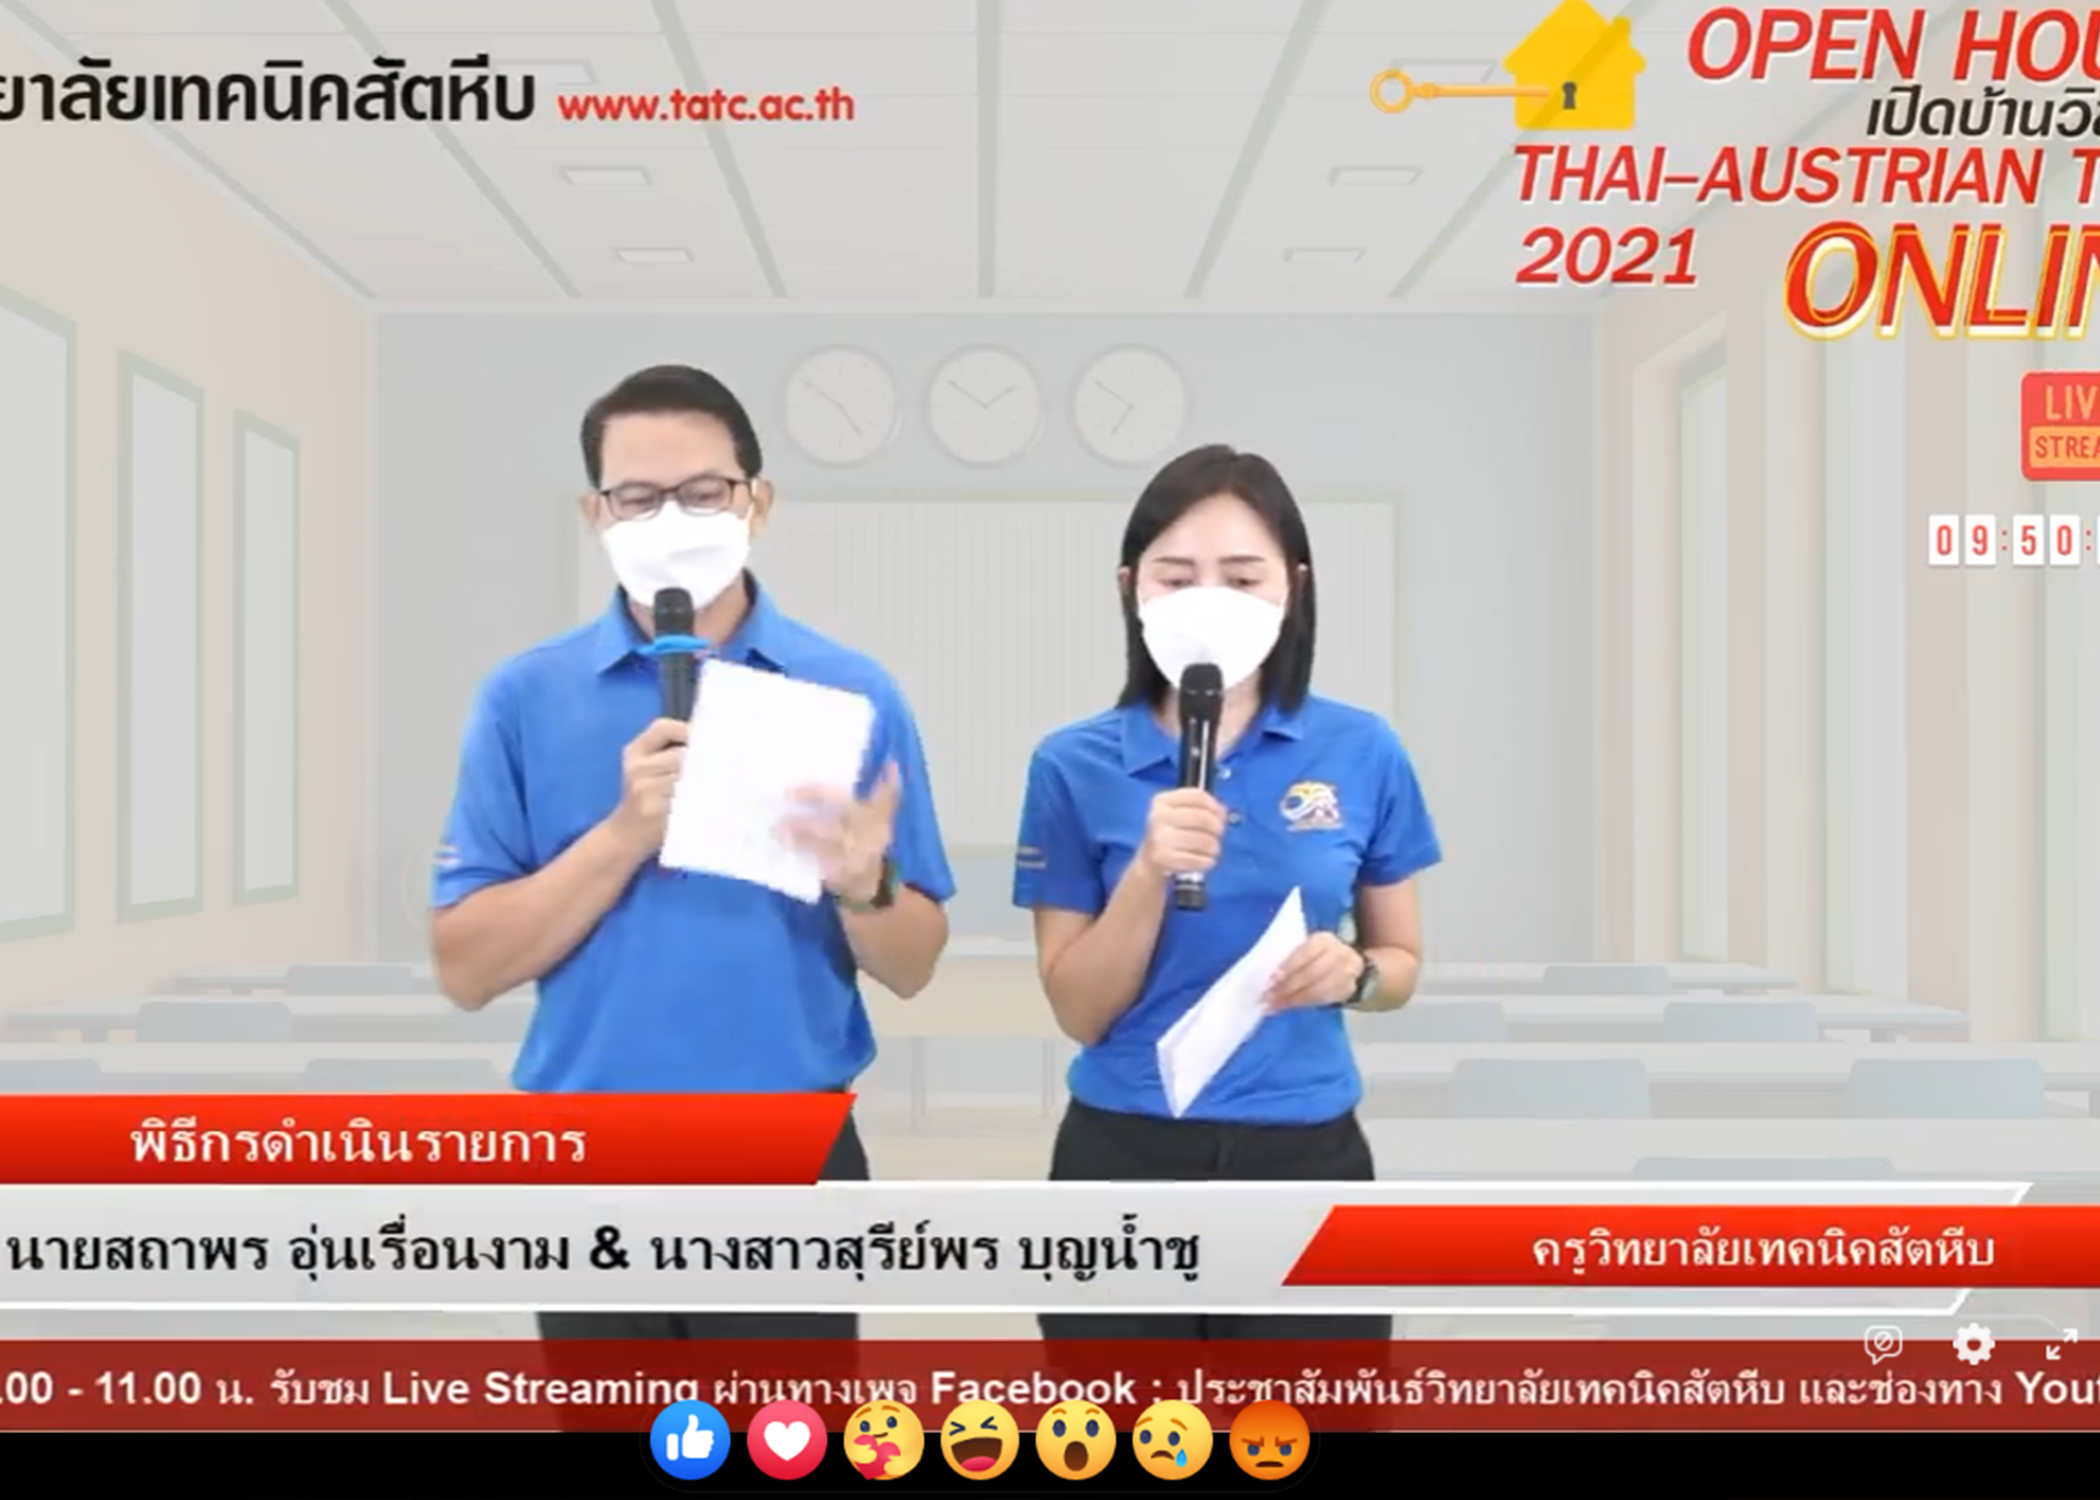 ยาลัยเทคนิคสัตหีบ www.tatc.ac.th
OPEN HOU
เปิดบ้านวิ
THAI-AUSTRIAN T
2021 ONLIN
LIV
STREA
09:50:
พิธีกรดำเนินรายการ
นายสถาพร อุ่นเรื่อนงาม & นางสาวสุรีย์พร บุญน้ำชู
ครูวิทยาลัยเทคนิคสัตหีบ
.00 - 11.00 น. รับชม Live Streaming ผ่านทางเพจ Facebook : ประชาสัมพันธ์วิทยาลัยเทคนิคสัตหีบ และช่องทาง Yout